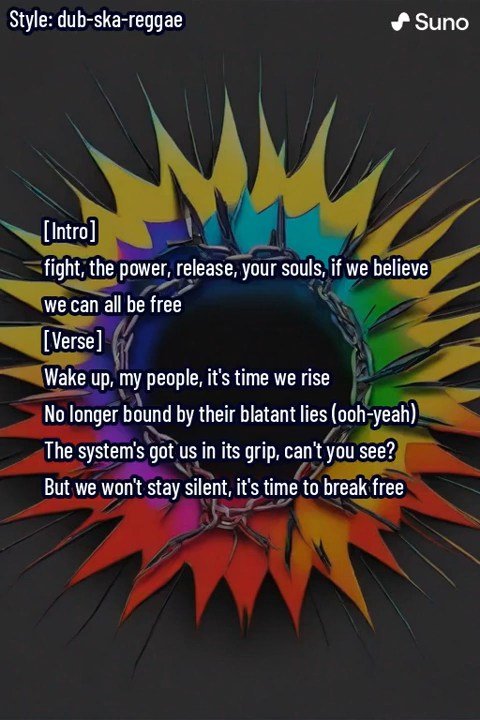 Style: dub-ska-reggae
Suno
[Intro]
fight, the power, release, your souls, if we believe
we can all be free
[Verse]
Wake up, my people, it's time we rise
No longer bound by their blatant lies (ooh-yeah)
The system's got us in its grip, can't you see?
But we won't stay silent, it's time to break free